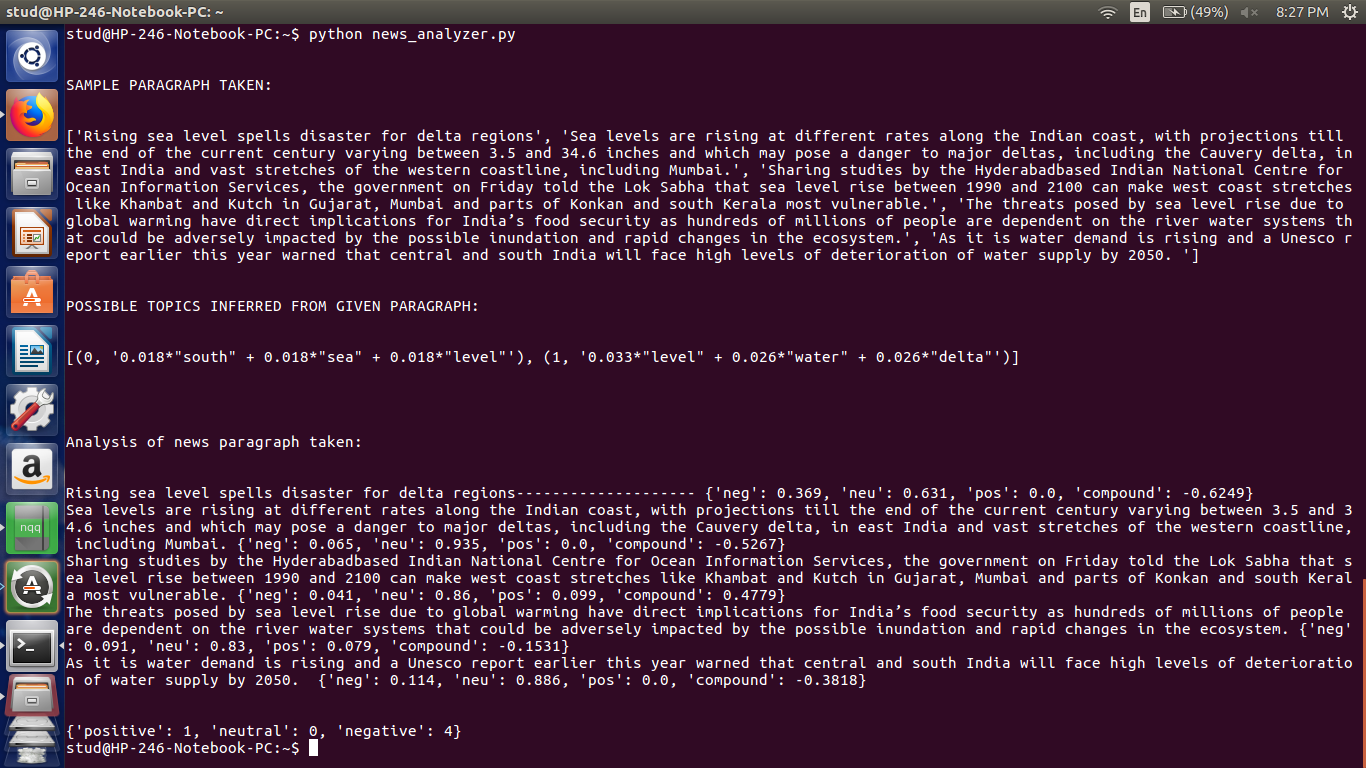 stud@HP-246-Notebook-PC: ~
En
(49%)
8:27 PM
stud@HP-246-Notebook-PC:~$ python news_analyzer.py
SAMPLE PARAGRAPH TAKEN:
['Rising sea level spells disaster for delta regions', 'Sea levels are rising at different rates along the Indian coast, with projections till
the end of the current century varying between 3.5 and 34.6 inches and which may pose a danger to major deltas, including the Cauvery delta, in
 east India and vast stretches of the western coastline, including Mumbai.', 'Sharing studies by the Hyderabadbased Indian National Centre for
Ocean Information Services, the government on Friday told the Lok Sabha that sea level rise between 1990 and 2100 can make west coast stretches
 like Khambat and Kutch in Gujarat, Mumbai and parts of Konkan and south Kerala most vulnerable.', 'The threats posed by sea level rise due to
global warming have direct implications for India’s food security as hundreds of millions of people are dependent on the river water systems th
at could be adversely impacted by the possible inundation and rapid changes in the ecosystem.', 'As it is water demand is rising and a Unesco r
eport earlier this year warned that central and south India will face high levels of deterioration of water supply by 2050. ']
POSSIBLE TOPICS INFERRED FROM GIVEN PARAGRAPH:
[(0, '0.018*"south" + 0.018*"sea" + 0.018*"level"'), (1, '0.033*"level" + 0.026*"water" + 0.026*"delta"')]
Analysis of news paragraph taken:
Rising sea level spells disaster for delta regions-------------------- {'neg': 0.369, 'neu': 0.631, 'pos': 0.0, 'compound': -0.6249}
Sea levels are rising at different rates along the Indian coast, with projections till the end of the current century varying between 3.5 and 3
4.6 inches and which may pose a danger to major deltas, including the Cauvery delta, in east India and vast stretches of the western coastline,
 including Mumbai. {'neg': 0.065, 'neu': 0.935, 'pos': 0.0, 'compound': -0.5267}
Sharing studies by the Hyderabadbased Indian National Centre for Ocean Information Services, the government on Friday told the Lok Sabha that s
ea level rise between 1990 and 2100 can make west coast stretches like Khambat and Kutch in Gujarat, Mumbai and parts of Konkan and south Keral
a most vulnerable. {'neg': 0.041, 'neu': 0.86, 'pos': 0.099, 'compound': 0.4779}
The threats posed by sea level rise due to global warming have direct implications for India’s food security as hundreds of millions of people
are dependent on the river water systems that could be adversely impacted by the possible inundation and rapid changes in the ecosystem. {'neg'
: 0.091, 'neu': 0.83, 'pos': 0.079, 'compound': -0.1531}
As it is water demand is rising and a Unesco report earlier this year warned that central and south India will face high levels of deterioratio
n of water supply by 2050.  {'neg': 0.114, 'neu': 0.886, 'pos': 0.0, 'compound': -0.3818}
{'positive': 1, 'neutral': 0, 'negative': 4}
stud@HP-246-Notebook-PC:~$
nqq